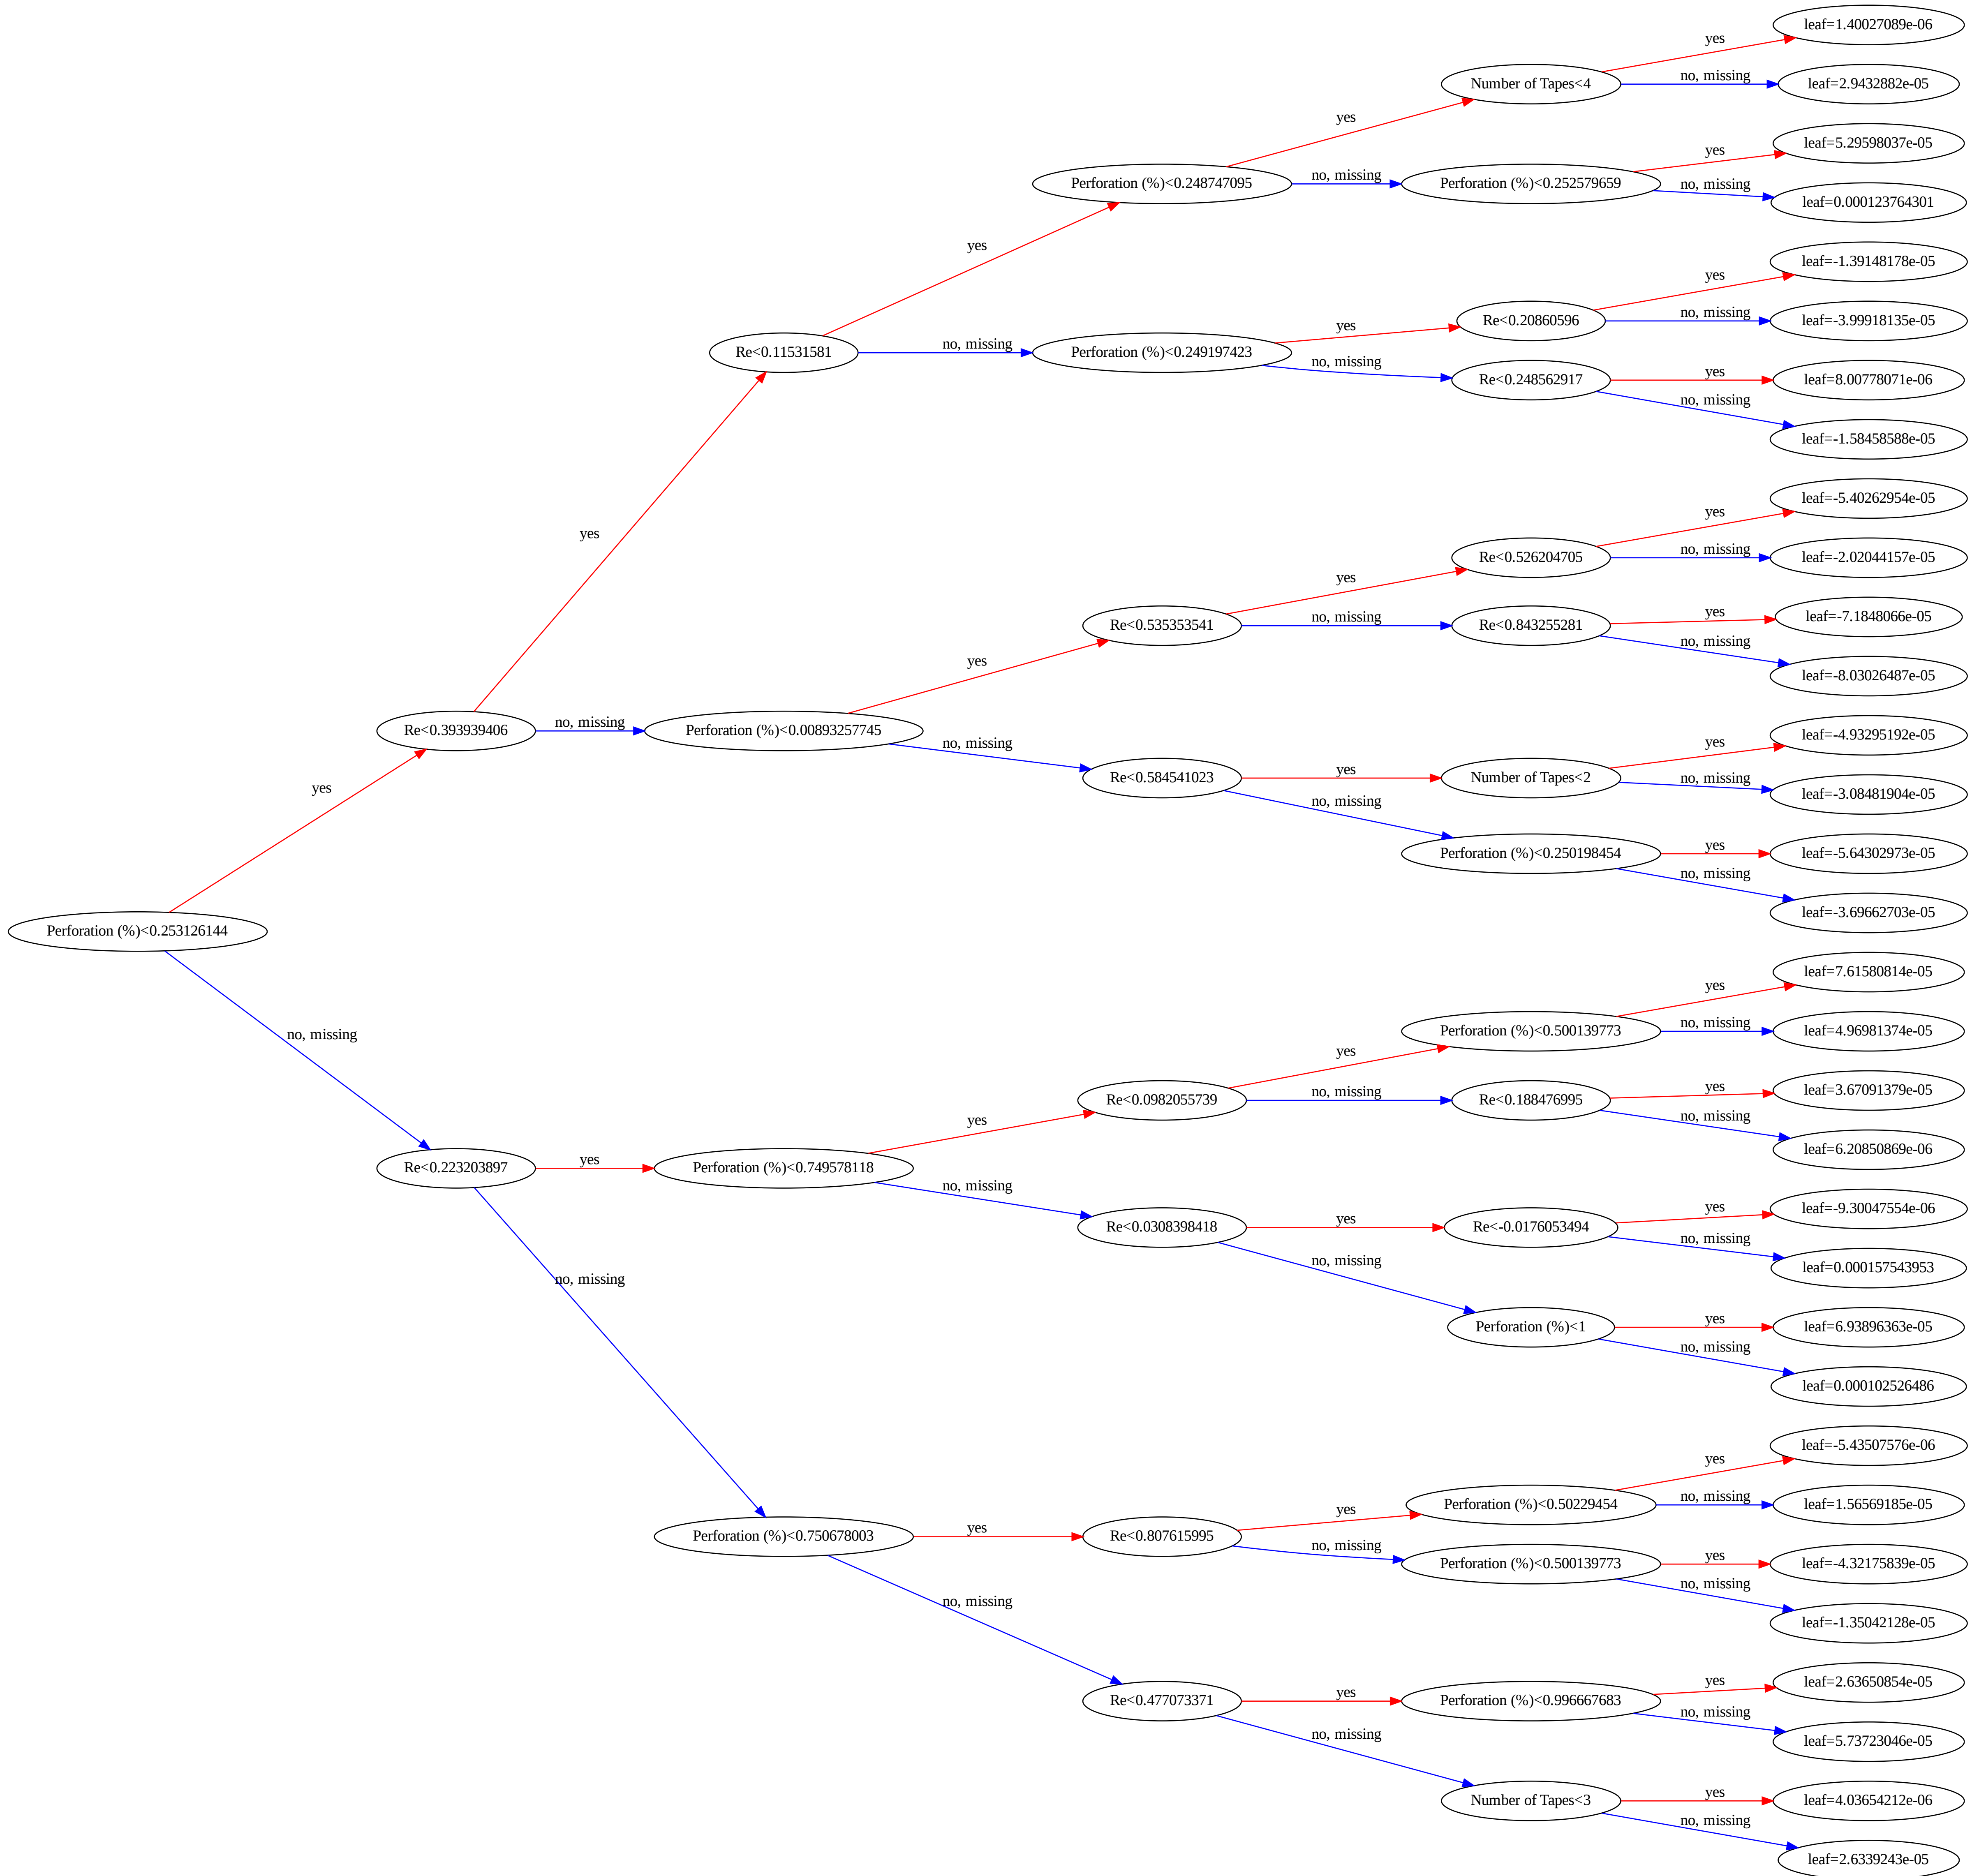 leaf=1.40027089e-06
yes
Number of Tapes<4
no, missing
leaf=2.9432882e-05
yes
leaf=5.29598037e-05
yes
Perforation (%)<0.248747095
no, missing
Perforation (%)<0.252579659
no, missing
leaf=0.000123764301
yes
leaf=-1.39148178e-05
yes
Re<0.20860596
no, missing
leaf=-3.99918135e-05
yes
Re<0.11531581
no, missing
Perforation (%)<0.249197423
no, missing
Re<0.248562917
yes
leaf=8.00778071e-06
no, missing
leaf=-1.58458588e-05
leaf=-5.40262954e-05
yes
yes
Re<0.526204705
no, missing
leaf=-2.02044157e-05
yes
Re<0.535353541
no, missing
Re<0.843255281
yes
leaf=-7.1848066e-05
no, missing
leaf=-8.03026487e-05
yes
Re<0.393939406
no, missing
Perforation (%)<0.00893257745
no, missing
leaf=-4.93295192e-05
yes
Re<0.584541023
yes
Number of Tapes<2
no, missing
leaf=-3.08481904e-05
yes
no, missing
Perforation (%)<0.250198454
yes
leaf=-5.64302973e-05
no, missing
leaf=-3.69662703e-05
Perforation (%)<0.253126144
leaf=7.61580814e-05
yes
no, missing
Perforation (%)<0.500139773
no, missing
leaf=4.96981374e-05
yes
Re<0.0982055739
no, missing
Re<0.188476995
yes
leaf=3.67091379e-05
no, missing
leaf=6.20850869e-06
yes
Re<0.223203897
yes
Perforation (%)<0.749578118
no, missing
leaf=-9.30047554e-06
yes
Re<0.0308398418
yes
Re<-0.0176053494
no, missing
leaf=0.000157543953
no, missing
no, missing
Perforation (%)<1
yes
leaf=6.93896363e-05
no, missing
leaf=0.000102526486
leaf=-5.43507576e-06
yes
Perforation (%)<0.50229454
no, missing
leaf=1.56569185e-05
yes
Perforation (%)<0.750678003
yes
Re<0.807615995
no, missing
Perforation (%)<0.500139773
yes
leaf=-4.32175839e-05
no, missing
leaf=-1.35042128e-05
no, missing
leaf=2.63650854e-05
yes
Re<0.477073371
yes
Perforation (%)<0.996667683
no, missing
leaf=5.73723046e-05
no, missing
Number of Tapes<3
yes
leaf=4.03654212e-06
no, missing
leaf=2.6339243e-05